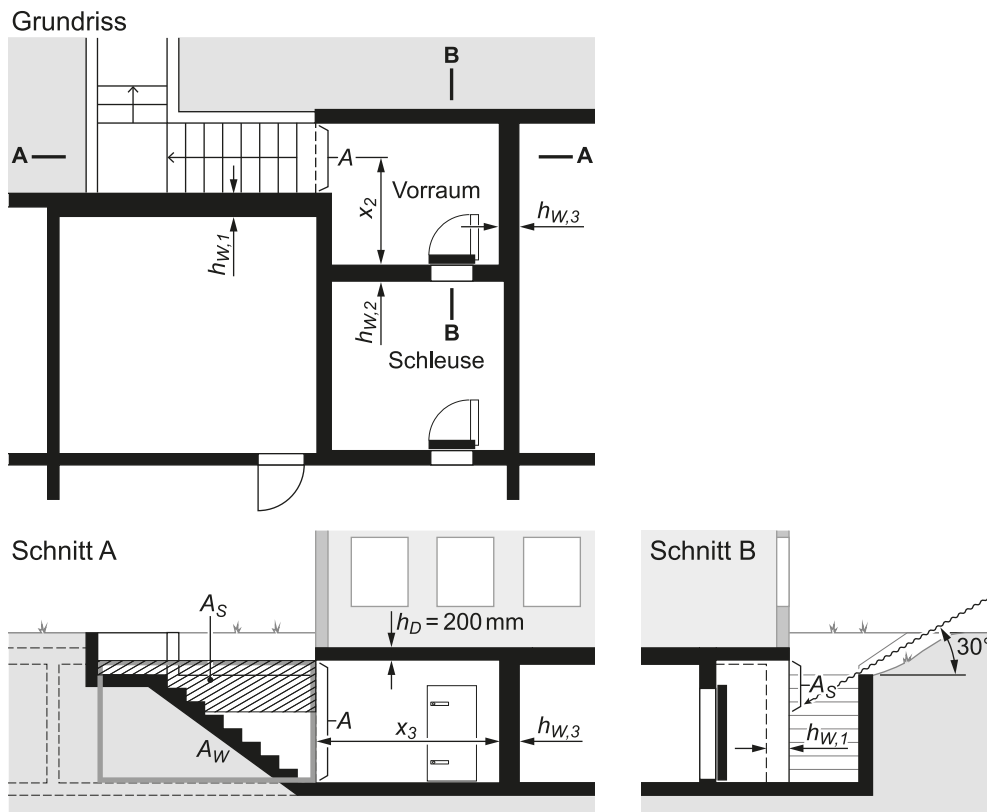 Grundriss
B
A
A
A
Vorraum
x2
hW,3
hW,1
hW,2
B
Schleuse
Schnitt A
AS
hD = 200 mm
A
x3
hW,3
AW
Schnitt B
30°
AS
hW,1